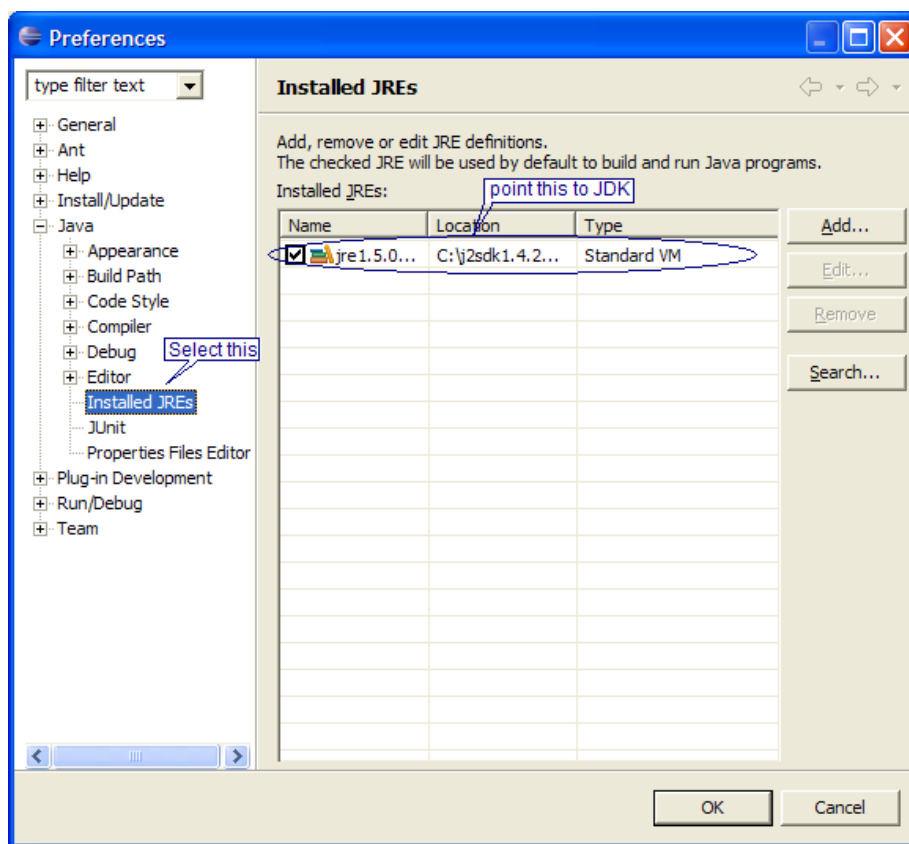 Preferences
type filter text
General
Ant
Help
Install/Update
Java
Appearance
Build Path
Code Style
Compiler
Debug
Select this
Editor
Installed JREs
JUnit
Properties Files Editor
Plug-in Development
Run/Debug
Team
Installed JREs
Add, remove or edit JRE definitions.
The checked JRE will be used by default to build and run Java programs.
Installed JREs:
point this to JDK
Name Location Type
jre1.5.0... C:\j2sdk1.4.2... Standard VM
Add...
Edit...
Remove
Search...
OK Cancel